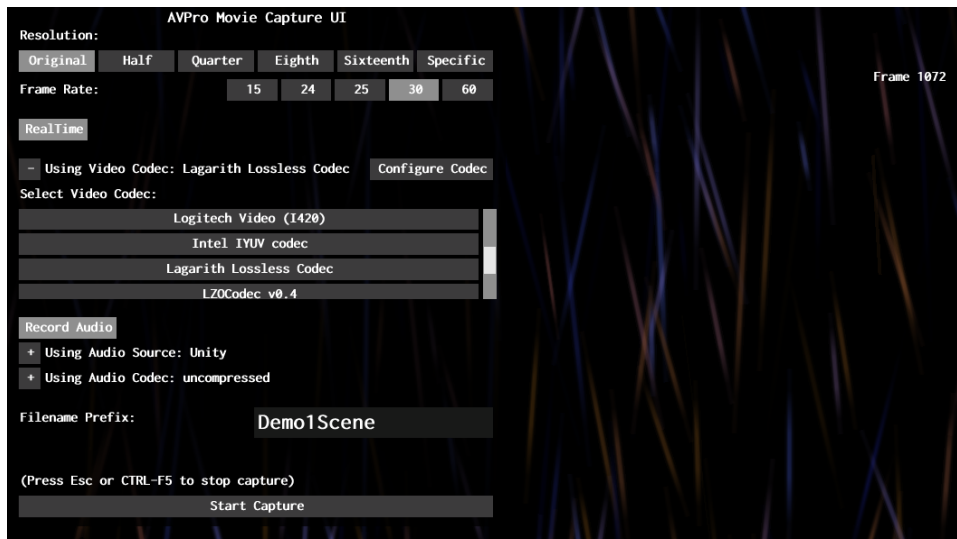 AVPro Movie Capture UI
Resolution:
Original Half Quarter Eighth Sixteenth Specific
Frame 1072
Frame Rate: 15 24 25 30 60
RealTime
- Using Video Codec: Lagarith Lossless Codec Configure Codec
Select Video Codec:
Logitech Video (I420)
Intel IYUV codec
Lagarith Lossless Codec
LZOCodec v0.4
Record Audio
+ Using Audio Source: Unity
+ Using Audio Codec: uncompressed
Filename Prefix: Demo1Scene
(Press Esc or CTRL-F5 to stop capture)
Start Capture